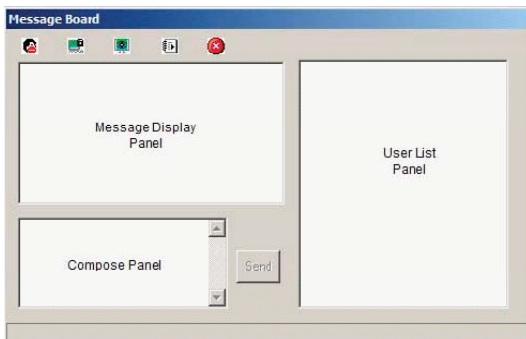 Message Board
Message Display
Panel
User List
Panel
Compose Panel
Send